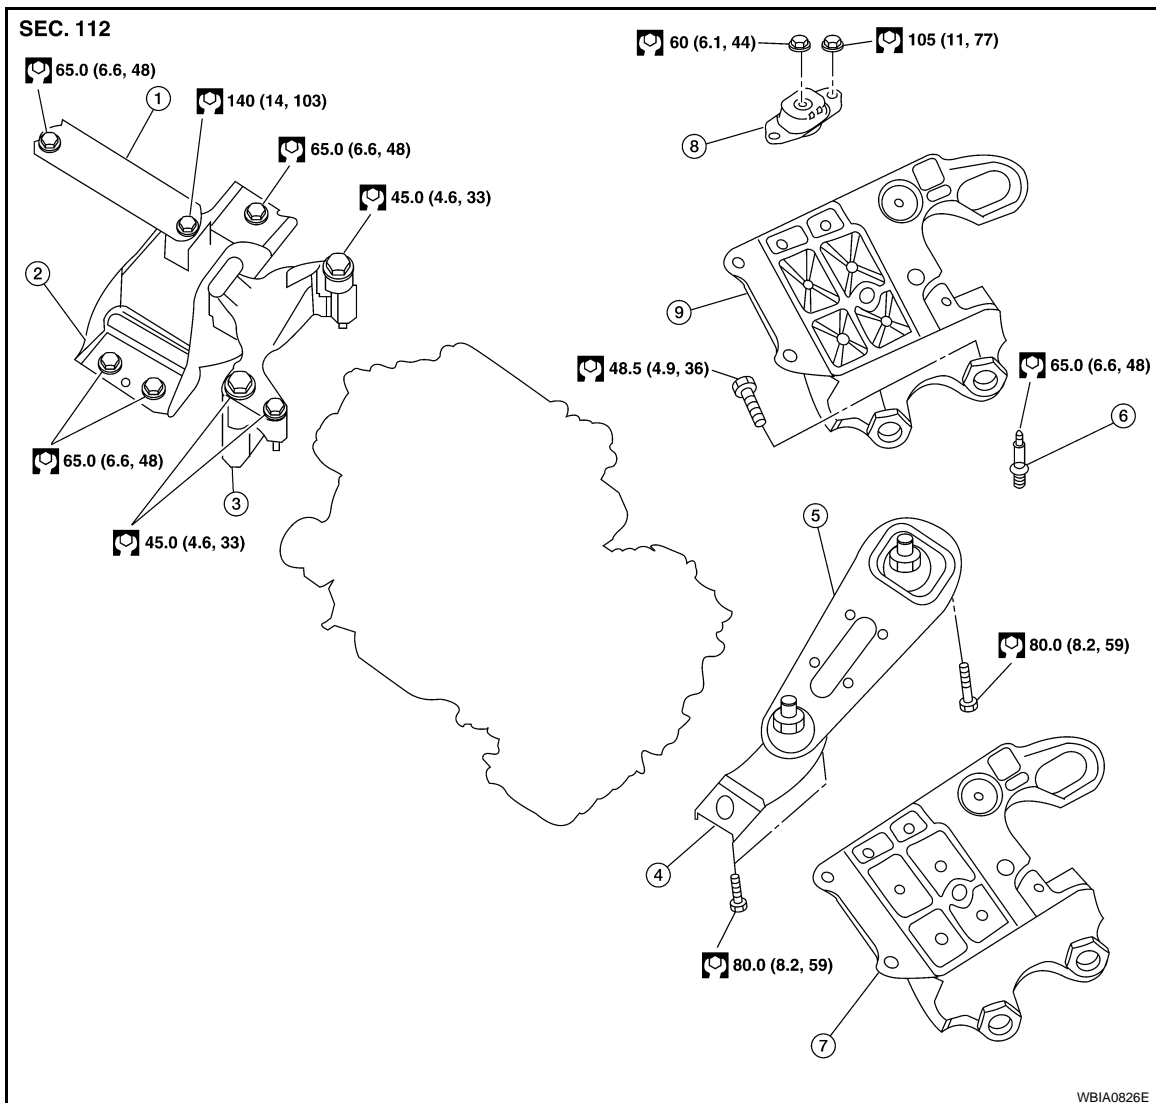 SEC. 112
60 (6.1, 44)
105 (11, 77)
65.0 (6.6, 48)
1
140 (14, 103)
65.0 (6.6, 48)
8
45.0 (4.6, 33)
2
9
48.5 (4.9, 36)
65.0 (6.6, 48)
6
65.0 (6.6, 48)
3
5
45.0 (4.6, 33)
80.0 (8.2, 59)
4
80.0 (8.2, 59)
7
WBIA0826E